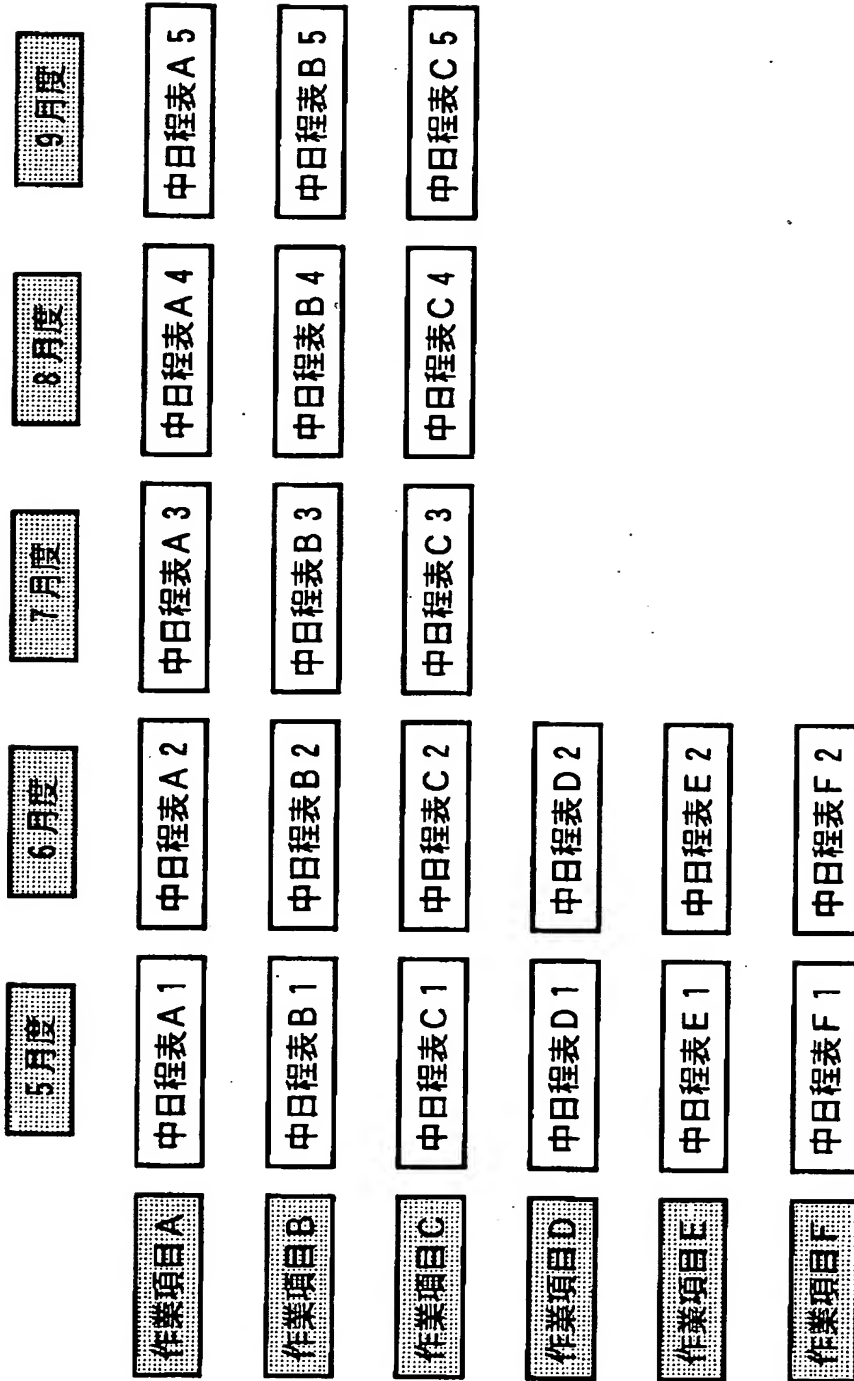 5月度 6月度 7月度 8月度 9月度
作業項目A 中日程表A1 中日程表A2 中日程表A3 中日程表A4 中日程表A5
作業項目B 中日程表B1 中日程表B2 中日程表B3 中日程表B4 中日程表B5
作業項目C 中日程表C1 中日程表C2 中日程表C3 中日程表C4 中日程表C5
作業項目D 中日程表D1 中日程表D2
作業項目E 中日程表E1 中日程表E2
作業項目F 中日程表F1 中日程表F2